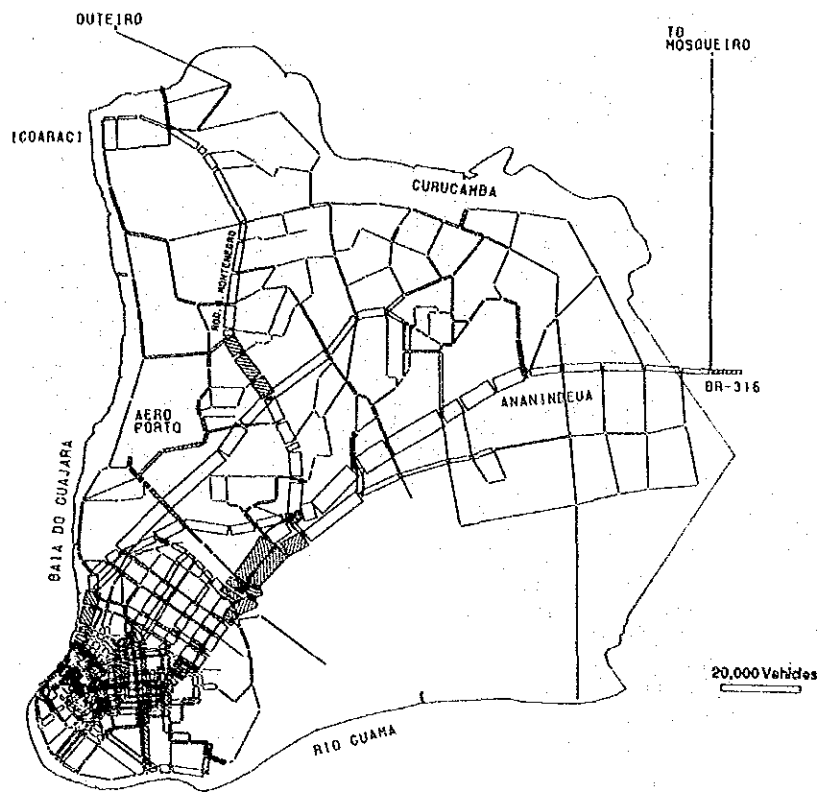 OUTEIRO
TO
MOSQUEIRO
ICOARACI
CURUCAMBA
ROD. A. MONTENEGRO
BR-316
ANANINDEUA
AERO
PORTO
BAIA DO GUAJARA
20,000 Vehicles
RIO GUAMA